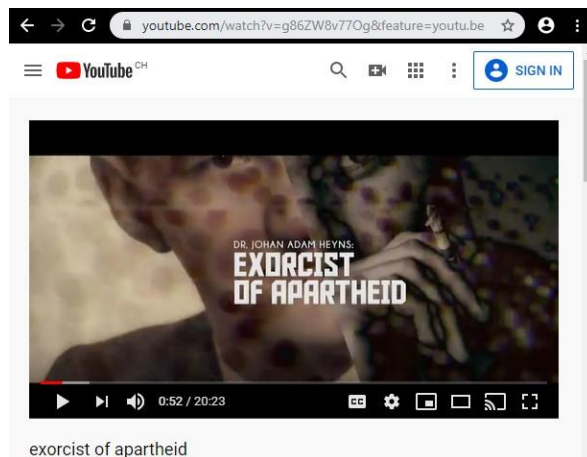 youtube.com/watch?v=g86ZW8v77Og&feature=youtu.be
YouTube CH
SIGN IN
DR. JOHAN ADAM HEYNS:
EXORCIST
OF APARTHEID
0:52 / 20:23
CC
exorcist of apartheid